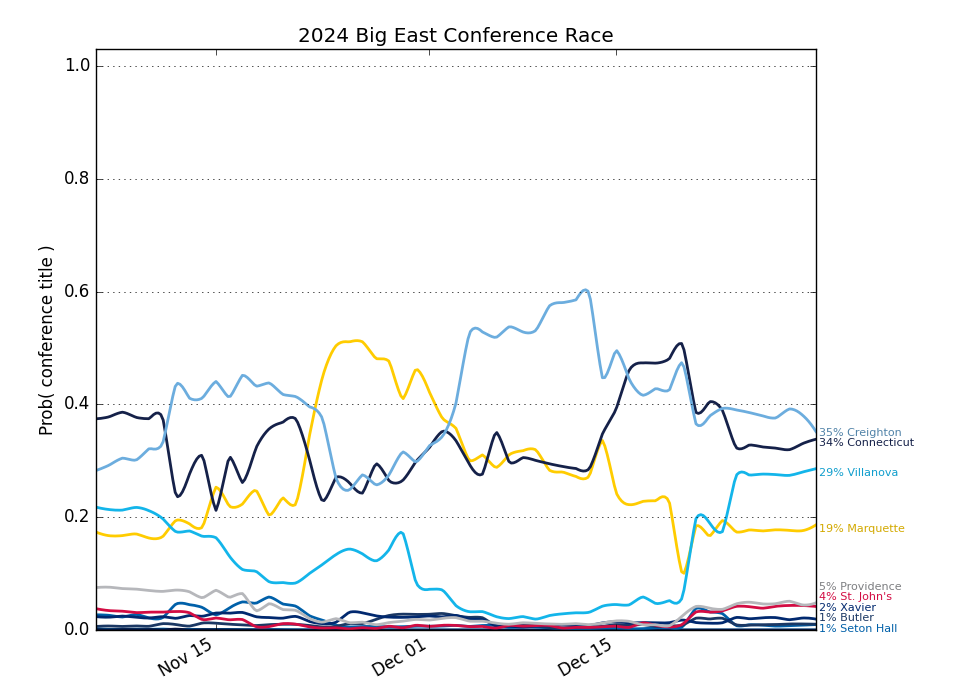 2024 Big East Conference Race
Prob( conference title )
1.0
0.8
0.6
0.4
0.2
0.0
Nov 15
Dec 01
Dec 15
35% Creighton
34% Connecticut
29% Villanova
19% Marquette
5% Providence
4% St. John's
2% Xavier
1% Butler
1% Seton Hall